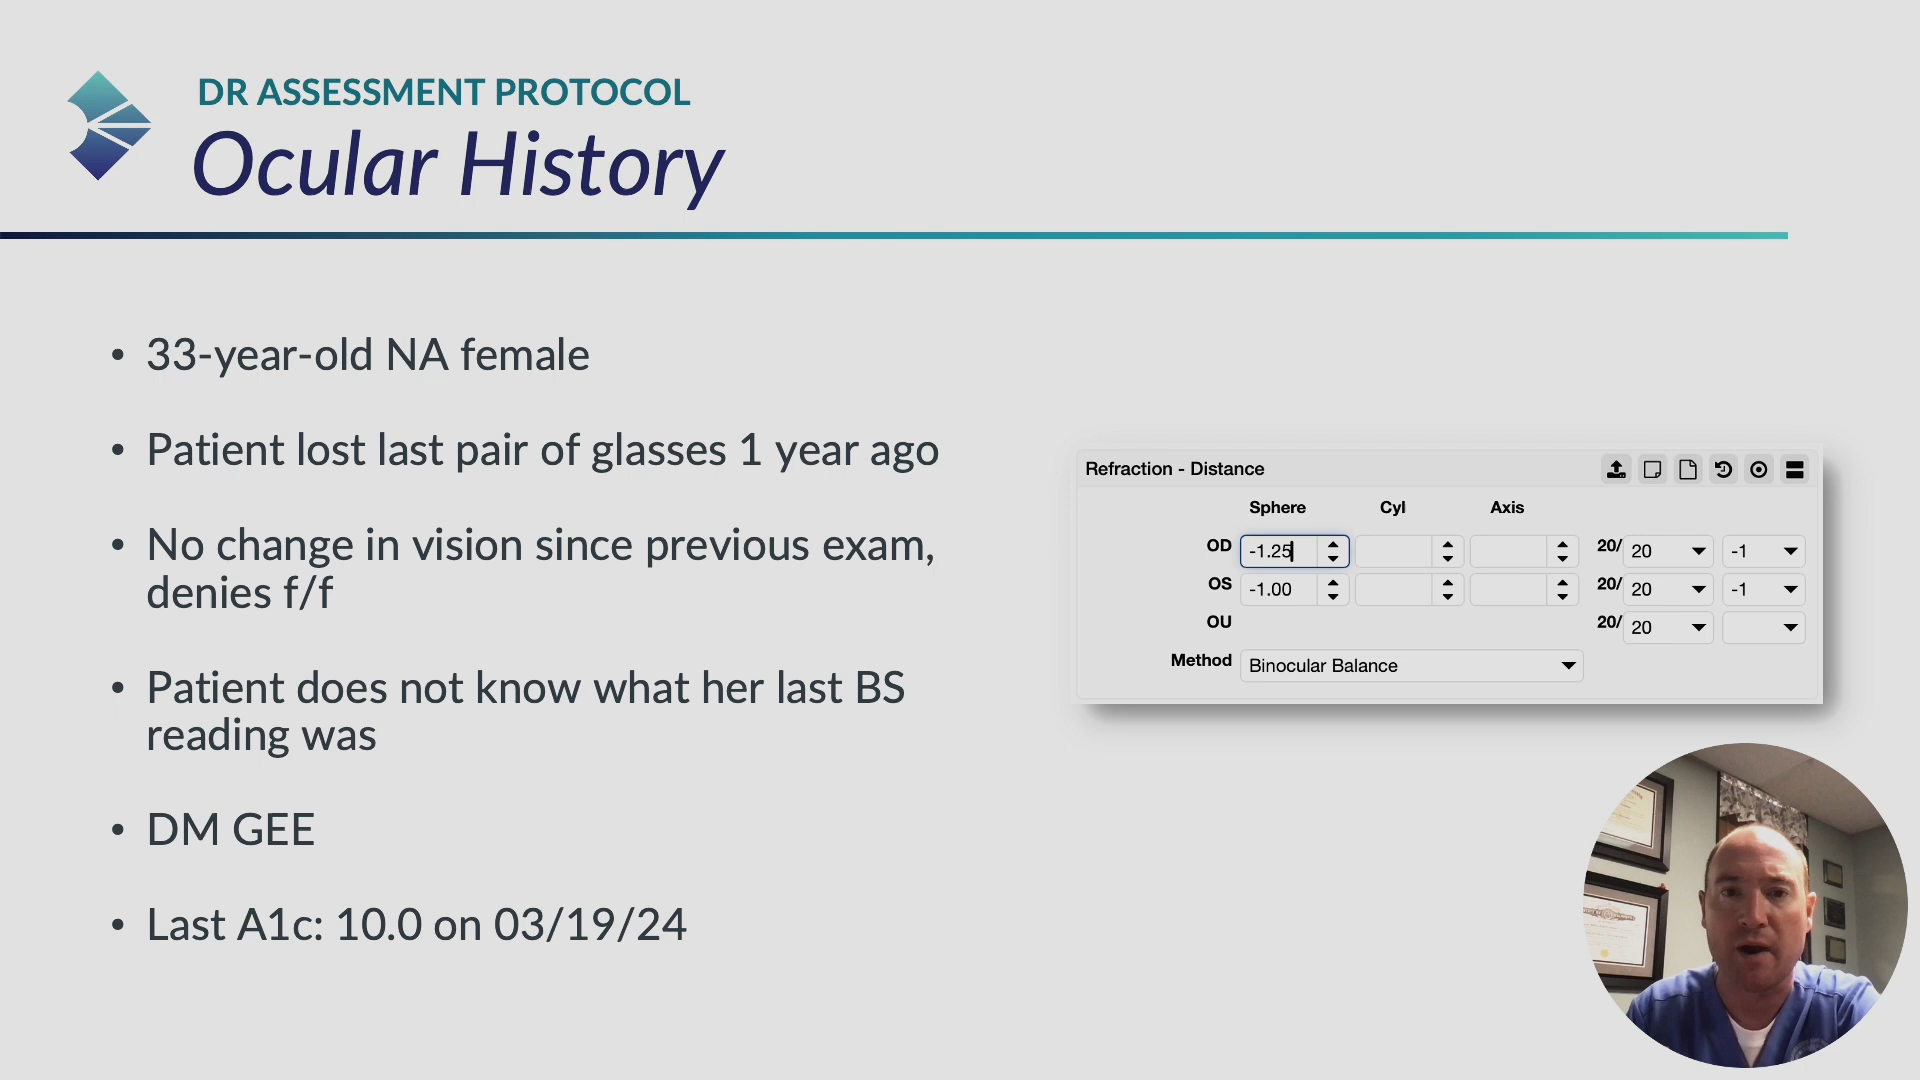 DR ASSESSMENT PROTOCOL
Ocular History
• 33-year-old NA female
• Patient lost last pair of glasses 1 year ago
• No change in vision since previous exam,
denies f/f
• Patient does not know what her last BS
reading was
• DM GEE
• Last A1c: 10.0 on 03/19/24
Refraction - Distance
Sphere Cyl Axis
OD -1.25 20/ 20 -1
OS -1.00 20/ 20 -1
OU 20/ 20
Method Binocular Balance